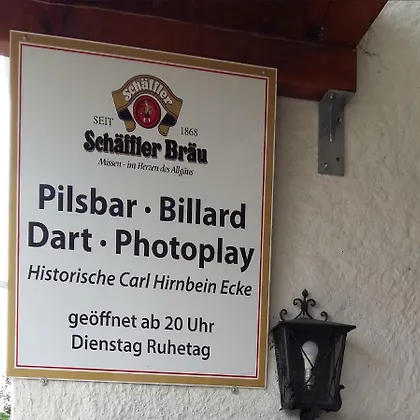 Schäffler
SEIT 1868
Schäffler Bräu
Missen - im Herzen des Allgäus
Pilsbar · Billard
Dart · Photoplay
Historische Carl Hirnbein Ecke
geöffnet ab 20 Uhr
Dienstag Ruhetag